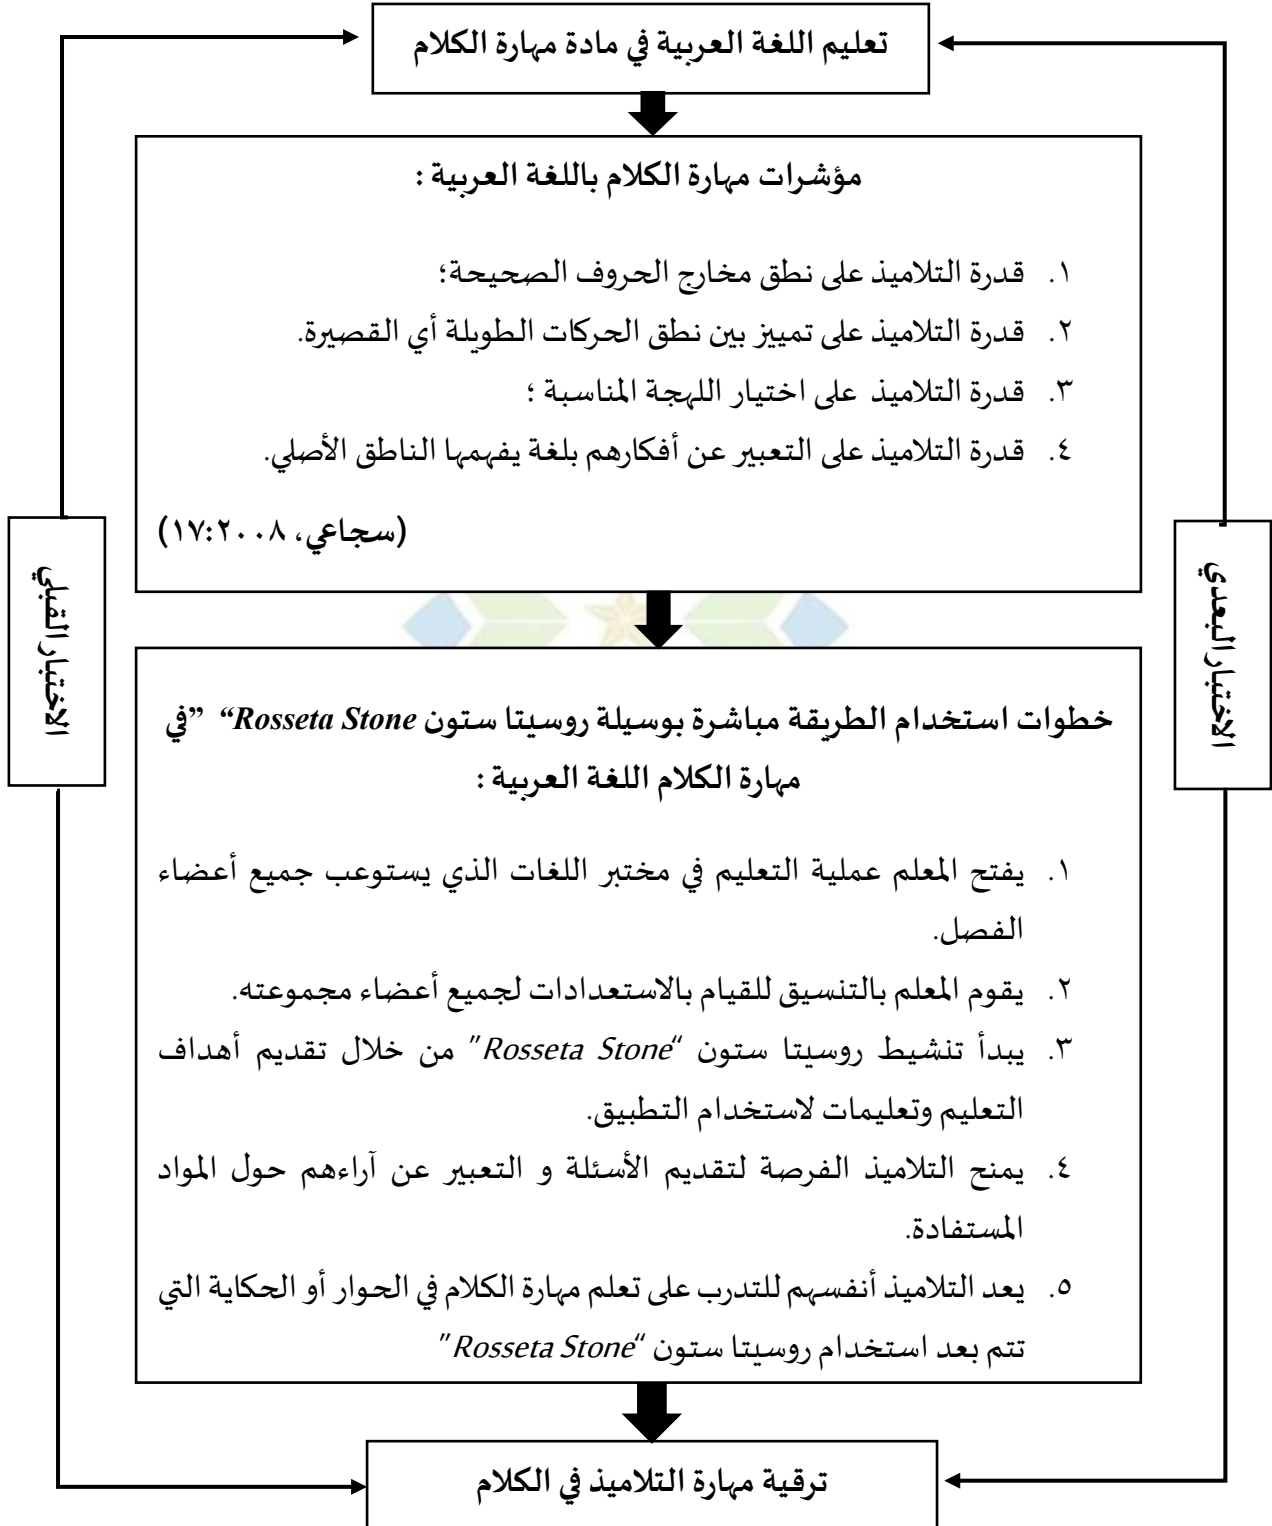 تعليم اللغة العربية في مادة مهارة الكلام
مؤشرات مهارة الكلام باللغة العربية :
١. قدرة التلاميذ على نطق مخارج الحروف الصحيحة؛
٢. قدرة التلاميذ على تمييز بين نطق الحركات الطويلة أي القصيرة.
٣. قدرة التلاميذ على اختيار اللهجة المناسبة ؛
٤. قدرة التلاميذ على التعبير عن أفكارهم بلغة يفهمها الناطق الأصلي.
(سجاعي، ٢٠٠٨:١٧)
الاختبار البعدي
الاختبار القبلي
خطوات استخدام الطريقة مباشرة بوسيلة روسيتا ستون Rosseta Stone“ ”في
مهارة الكلام اللغة العربية :
١. يفتح المعلم عملية التعليم في مختبر اللغات الذي يستوعب جميع أعضاء
الفصل.
٢. يقوم المعلم بالتنسيق للقيام بالاستعدادات لجميع أعضاء مجموعته.
٣. يبدأ تنشيط روسيتا ستون “Rosseta Stone” من خلال تقديم أهداف
التعليم وتعليمات لاستخدام التطبيق.
٤. يمنح التلاميذ الفرصة لتقديم الأسئلة و التعبير عن آراءهم حول المواد
المستفادة.
٥. يعد التلاميذ أنفسهم للتدرب على تعلم مهارة الكلام في الحوار أو الحكاية التي
تتم بعد استخدام روسيتا ستون “Rosseta Stone”
ترقية مهارة التلاميذ في الكلام